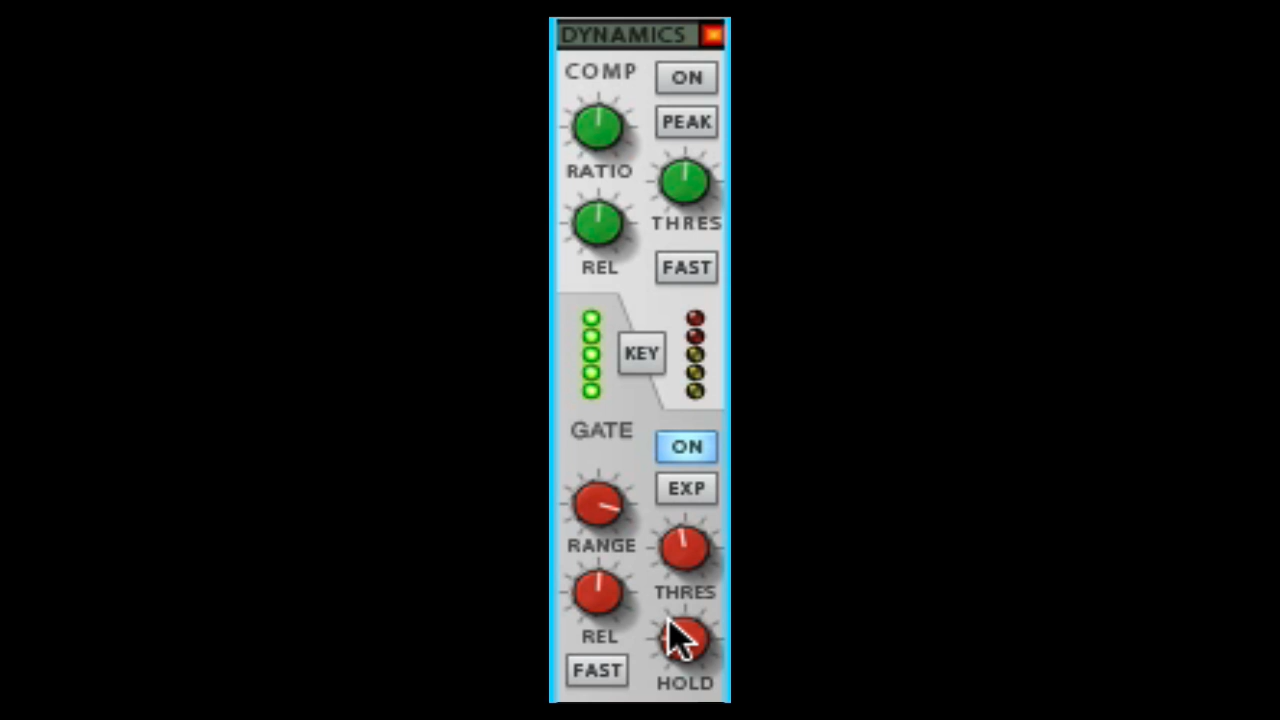 DYNAMICS
COMP
ON
PEAK
RATIO
THRES
REL
FAST
KEY
GATE
ON
EXP
RANGE
THRES
REL
FAST
HOLD